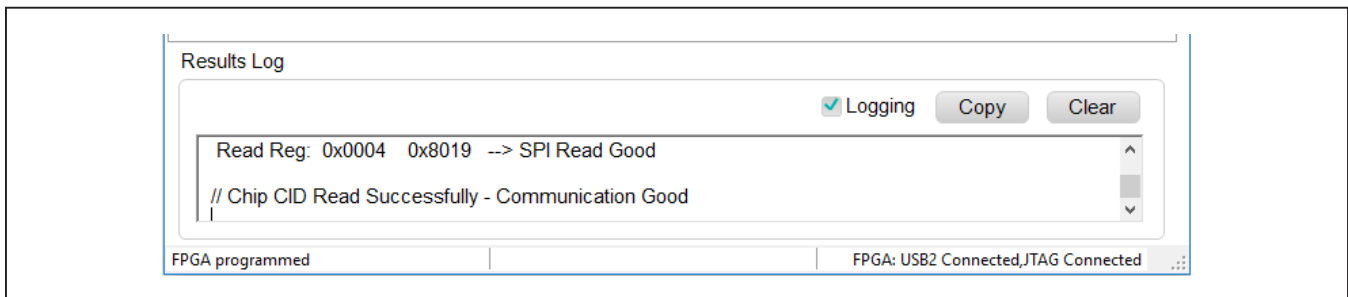 Results Log
Logging Copy Clear
Read Reg: 0x0004 0x8019 --> SPI Read Good
// Chip CID Read Successfully - Communication Good
FPGA programmed FPGA: USB2 Connected,JTAG Connected